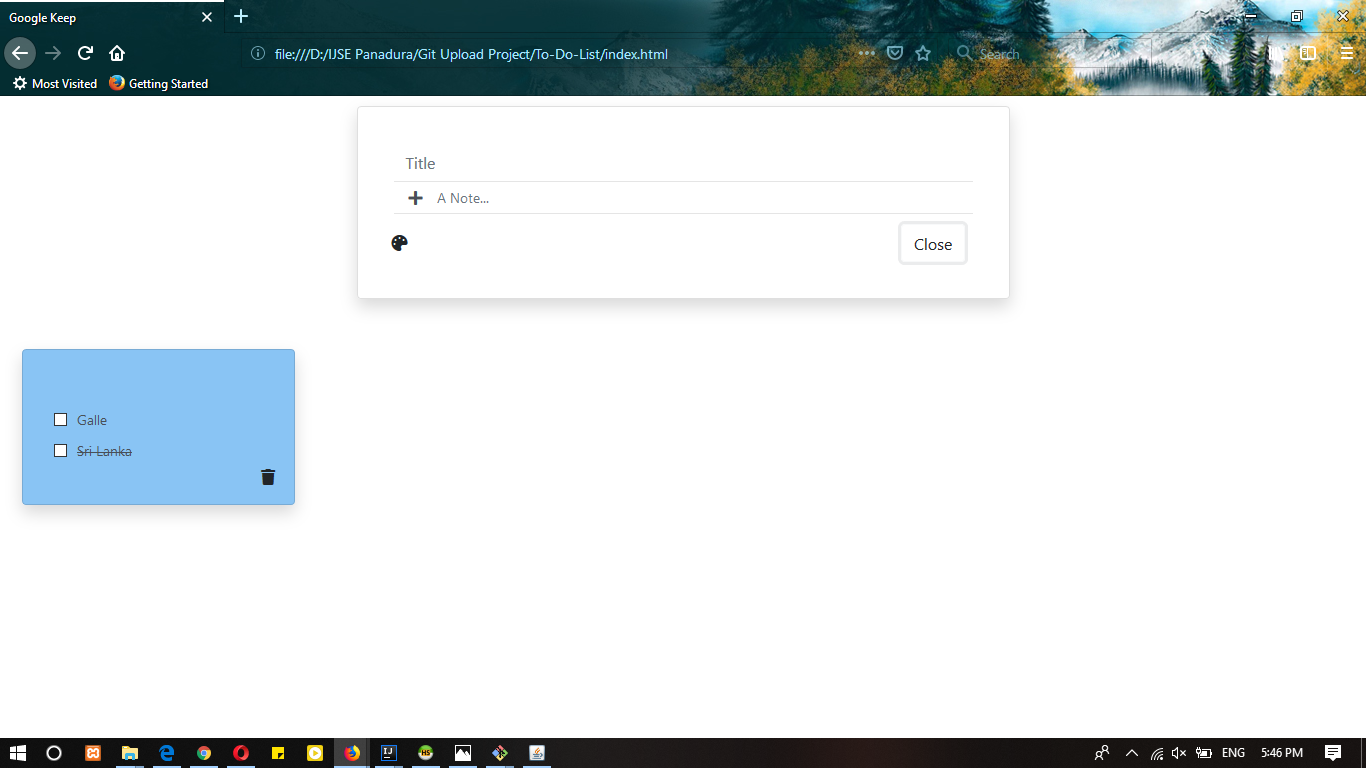 Google Keep
file:///D:/IJSE Panadura/Git Upload Project/To-Do-List/index.html
Search
Most Visited Getting Started
Title
A Note...
Close
Galle
Sri Lanka
ENG 5:46 PM